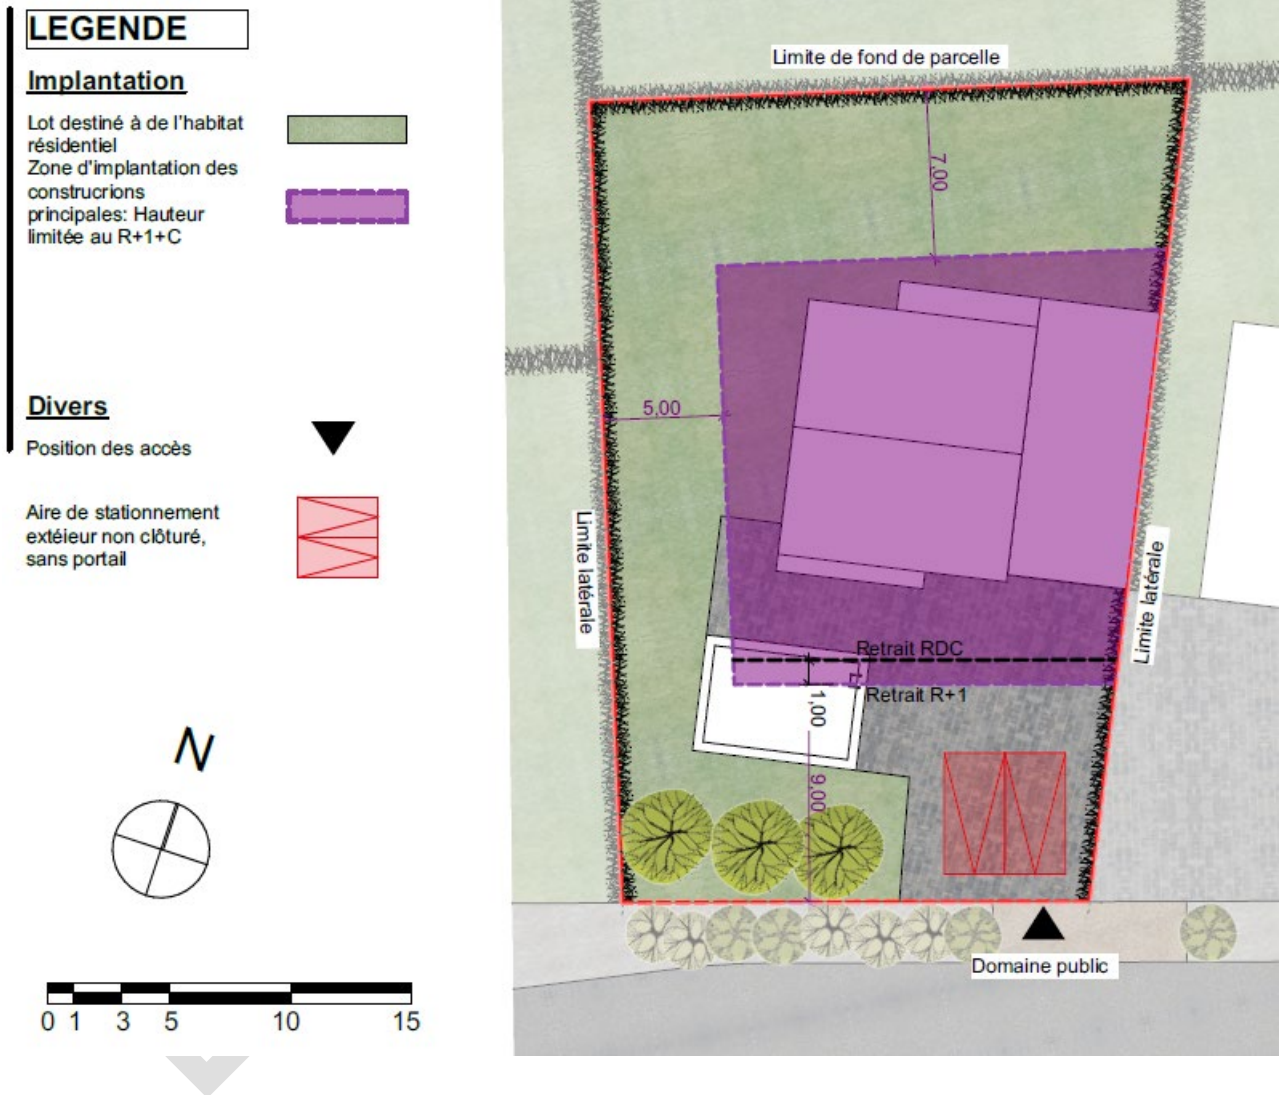 LEGENDE
Implantation
Lot destiné à de l'habitat
résidentiel
Zone d'implantation des
construcrions
principales: Hauteur
limitée au R+1+C
Divers
Position des accès
Aire de stationnement
extéieur non clôturé,
sans portail
N
0 1 3 5 10 15
Limite de fond de parcelle
7,00
5,00
Limite latérale
Limite latérale
Retrait RDC
Retrait R+1
1,00
9,00
Domaine public